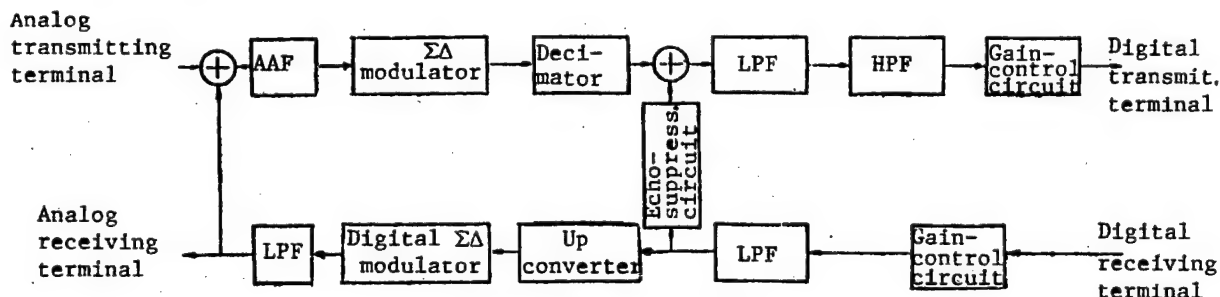 Analog
transmitting
terminal
AAF
ΣΔ
modulator
Deci-
mator
LPF
HPF
Gain-
control
circuit
Digital
transmit.
terminal
Echo-
suppress.
circuit
Analog
receiving
terminal
LPF
Digital ΣΔ
modulator
Up
converter
LPF
Gain-
control
circuit
Digital
receiving
terminal